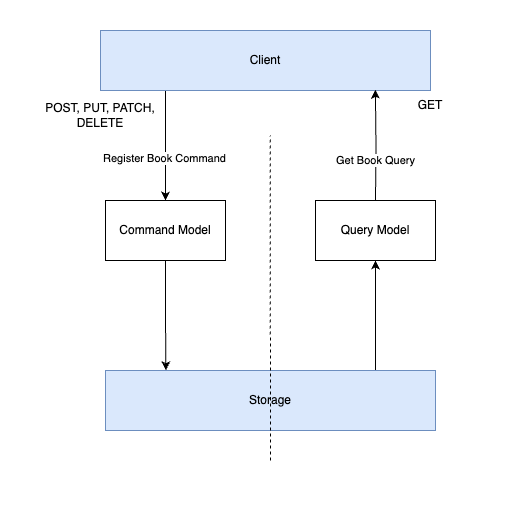 Client
POST, PUT, PATCH,
DELETE
GET
Register Book Command
Get Book Query
Command Model
Query Model
Storage